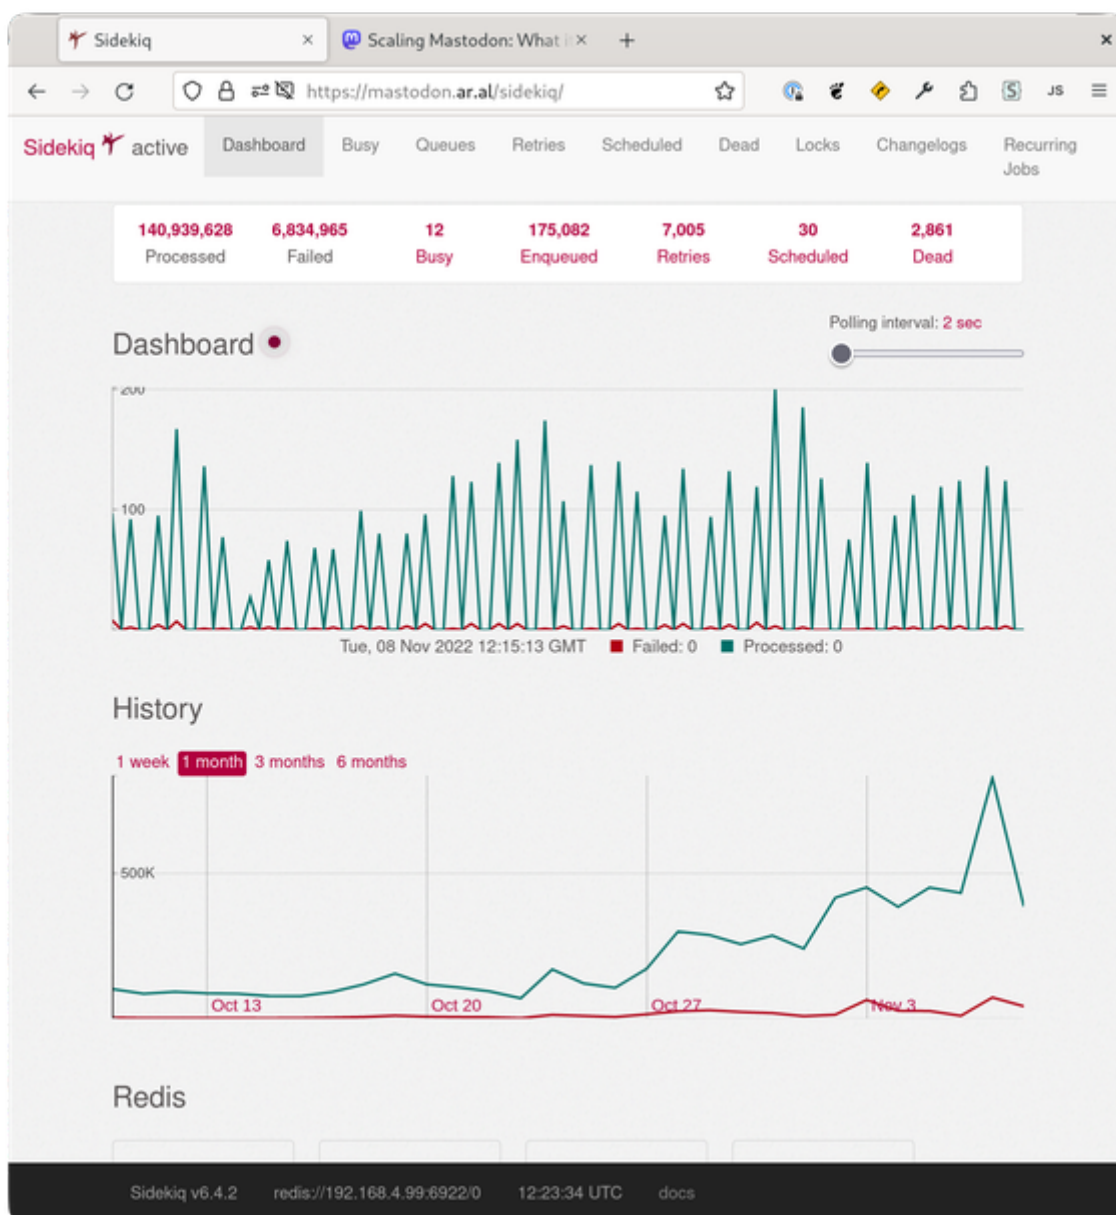 Sidekiq
Scaling Mastodon: What i
https://mastodon.ar.al/sidekiq/
JS
Sidekiq active Dashboard Busy Queues Retries Scheduled Dead Locks Changelogs Recurring Jobs
140,939,628 6,834,965 12 175,082 7,005 30 2,861
Processed Failed Busy Enqueued Retries Scheduled Dead
Dashboard
Polling interval: 2 sec
200
100
Tue, 08 Nov 2022 12:15:13 GMT Failed: 0 Processed: 0
History
1 week 1 month 3 months 6 months
500K
Oct 13 Oct 20 Oct 27 Nov 3
Redis
Sidekiq v6.4.2 redis://192.168.4.99:6922/0 12:23:34 UTC docs